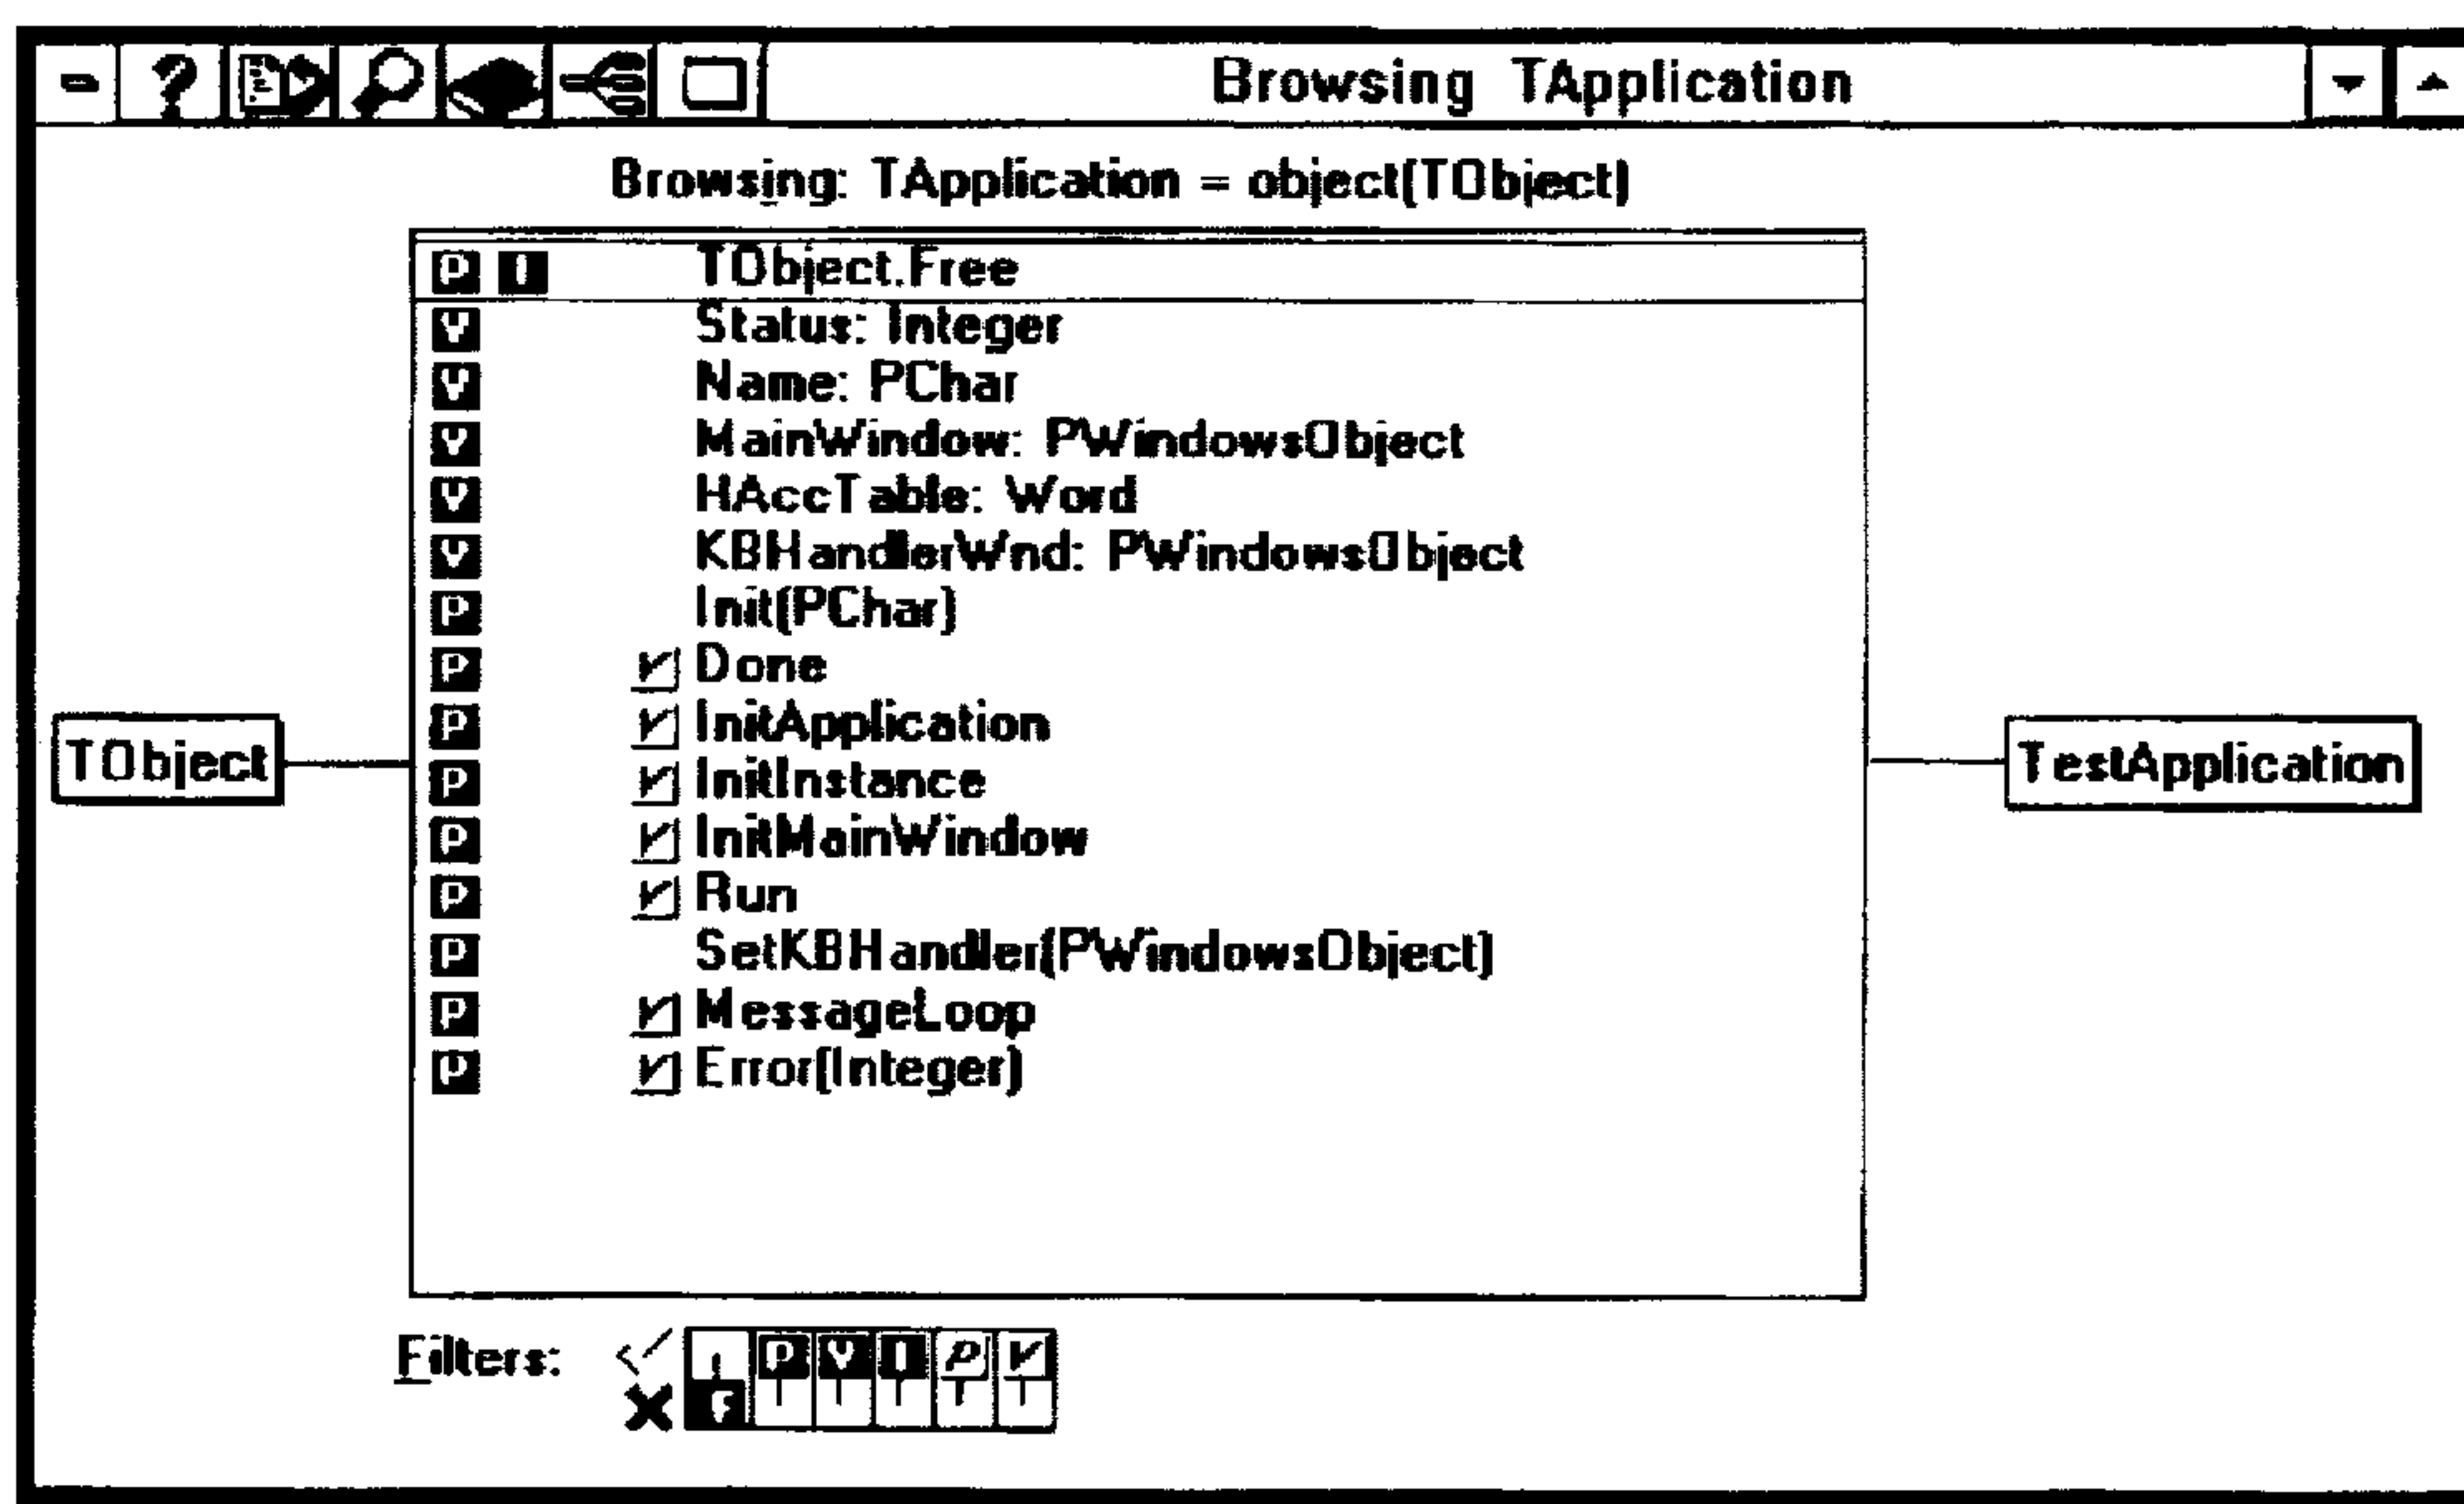 Browsing TApplication
Browsing: TApplication = object(TObject)
P I TObject.Free
V Status: Integer
V Name: PChar
V MainWindow: PWindowsObject
V HAccTable: Word
V KBHandlerWnd: PWindowsObject
P Init(PChar)
P V Done
P V InitApplication
P V InitInstance
P V InitMainWindow
P V Run
P SetKBHandler(PWindowsObject)
P V MessageLoop
P V Error(Integer)
TObject
TestApplication
Filters: P V I P V
F